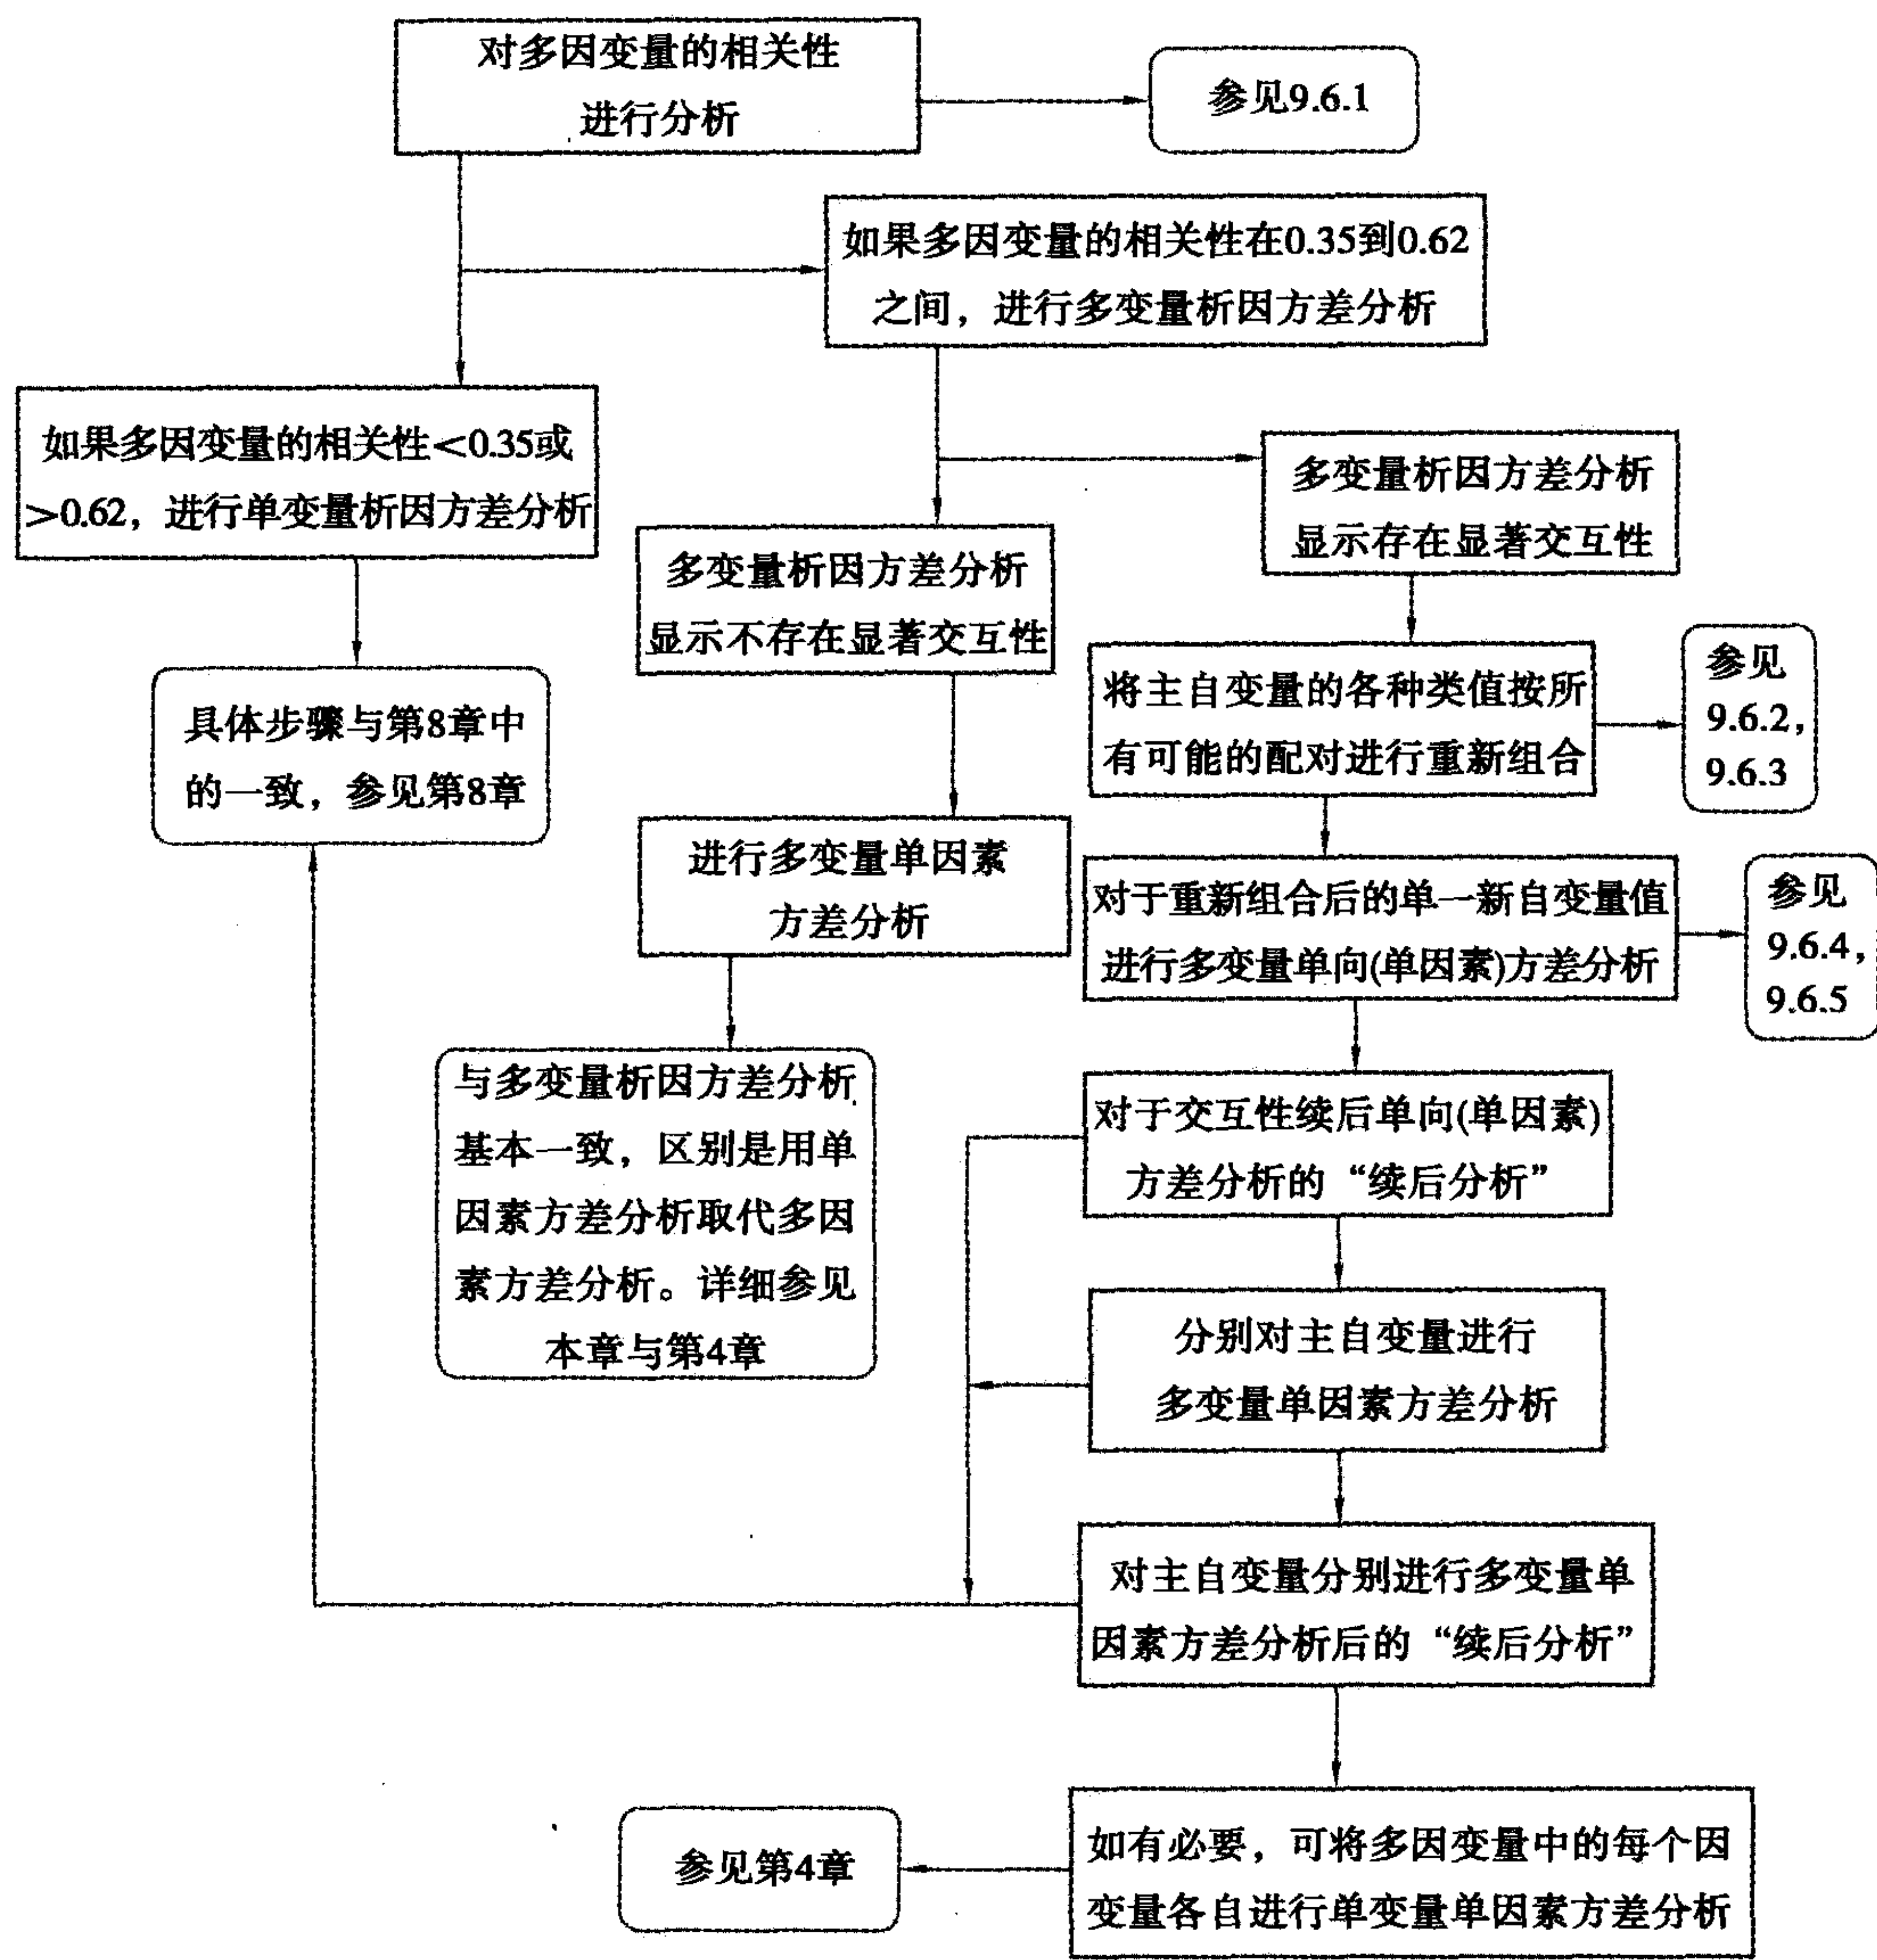 对多因变量的相关性
进行分析
参见9.6.1
如果多因变量的相关性在0.35到0.62
之间，进行多变量析因方差分析
如果多因变量的相关性<0.35或
>0.62，进行单变量析因方差分析
多变量析因方差分析
显示存在显著交互性
多变量析因方差分析
显示不存在显著交互性
具体步骤与第8章中
的一致，参见第8章
将主自变量的各种类值按所
有可能的配对进行重新组合
参见
9.6.2，
9.6.3
进行多变量单因素
方差分析
对于重新组合后的单一新自变量值
进行多变量单向(单因素)方差分析
参见
9.6.4，
9.6.5
与多变量析因方差分析
基本一致，区别是用单
因素方差分析取代多因
素方差分析。详细参见
本章与第4章
对于交互性续后单向(单因素)
方差分析的“续后分析”
分别对主自变量进行
多变量单因素方差分析
对主自变量分别进行多变量单
因素方差分析后的“续后分析”
如有必要，可将多因变量中的每个因
变量各自进行单变量单因素方差分析
参见第4章